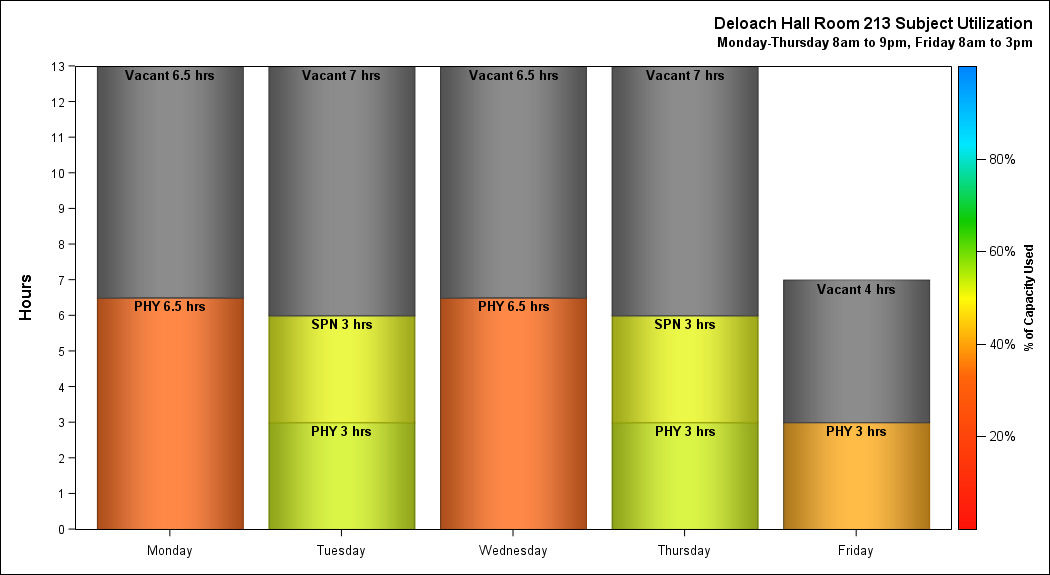 Deloach Hall Room 213 Subject Utilization
Monday-Thursday 8am to 9pm, Friday 8am to 3pm
Hours
13
12
11
10
9
8
7
6
5
4
3
2
1
0
Vacant 6.5 hrs
PHY 6.5 hrs
Vacant 7 hrs
SPN 3 hrs
PHY 3 hrs
Vacant 6.5 hrs
PHY 6.5 hrs
Vacant 7 hrs
SPN 3 hrs
PHY 3 hrs
Vacant 4 hrs
PHY 3 hrs
Monday
Tuesday
Wednesday
Thursday
Friday
80%
60%
40%
20%
% of Capacity Used